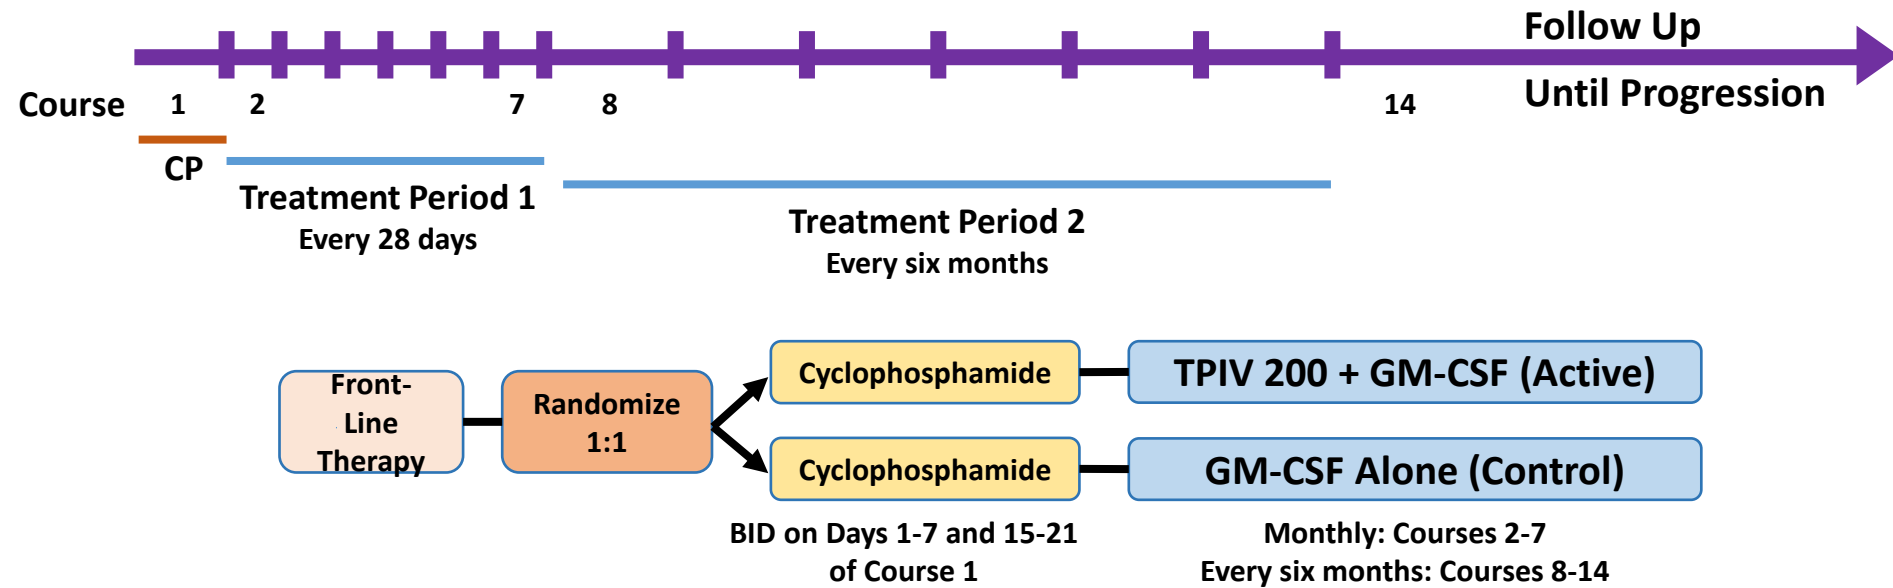 Follow Up
Until Progression
Course 1 2 7 8 14
CP
Treatment Period 1
Every 28 days
Treatment Period 2
Every six months
Front-
Line
Therapy
Randomize
1:1
Cyclophosphamide
TPIV 200 + GM-CSF (Active)
Cyclophosphamide
GM-CSF Alone (Control)
BID on Days 1-7 and 15-21
of Course 1
Monthly: Courses 2-7
Every six months: Courses 8-14